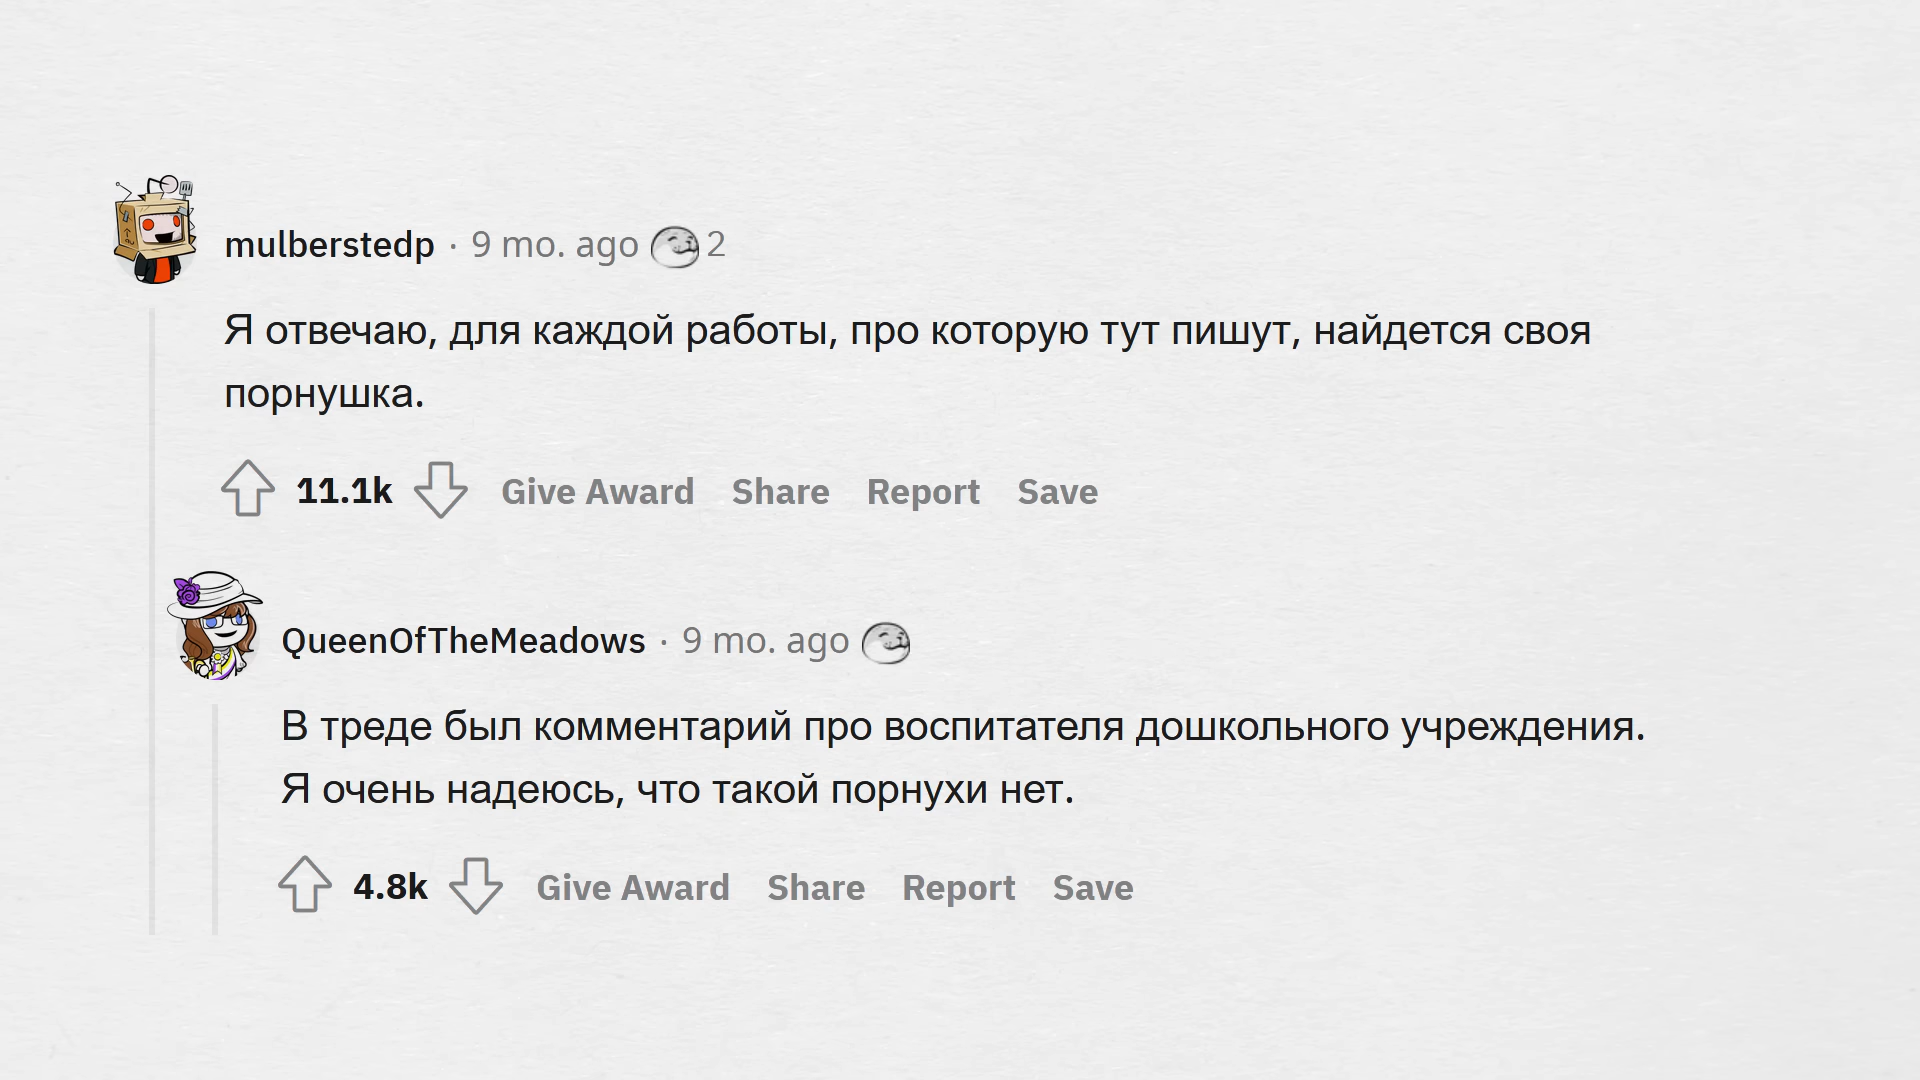 mulberstedp · 9 mo. ago 2
Я отвечаю, для каждой работы, про которую тут пишут, найдется своя
порнушка.
11.1k Give Award Share Report Save
QueenOfTheMeadows · 9 mo. ago
В треде был комментарий про воспитателя дошкольного учреждения.
Я очень надеюсь, что такой порнухи нет.
4.8k Give Award Share Report Save